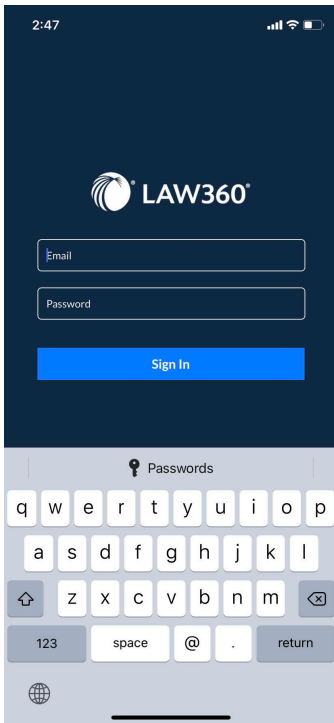 2:47
LAW360®
Email
Password
Sign In
Passwords
q w e r t y u i o p
a s d f g h j k l
z x c v b n m
123 space @ . return